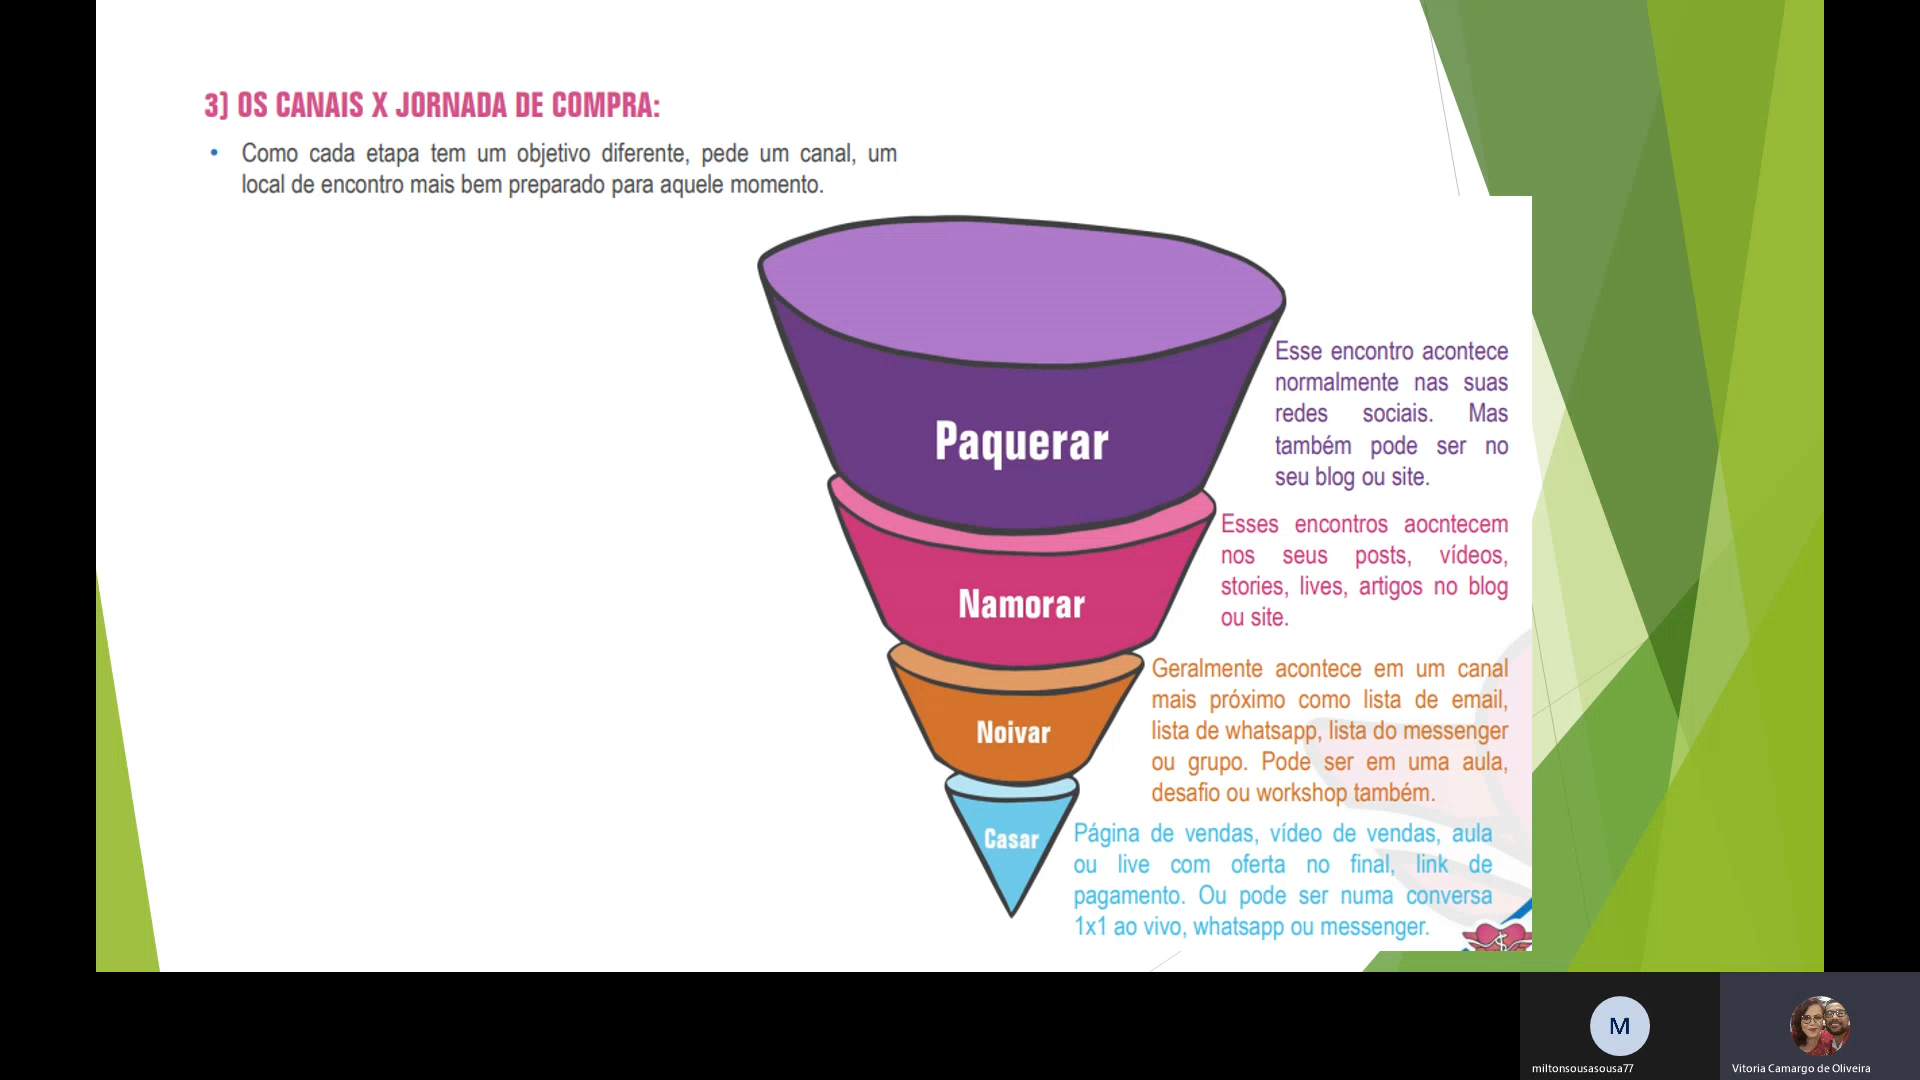 3) OS CANAIS X JORNADA DE COMPRA:
• Como cada etapa tem um objetivo diferente, pede um canal, um
local de encontro mais bem preparado para aquele momento.
Paquerar
Esse encontro acontece
normalmente nas suas
redes sociais. Mas
também pode ser no
seu blog ou site.
Namorar
Esses encontros aocntecem
nos seus posts, vídeos,
stories, lives, artigos no blog
ou site.
Noivar
Geralmente acontece em um canal
mais próximo como lista de email,
lista de whatsapp, lista do messenger
ou grupo. Pode ser em uma aula,
desafio ou workshop também.
Casar
Página de vendas, vídeo de vendas, aula
ou live com oferta no final, link de
pagamento. Ou pode ser numa conversa
1x1 ao vivo, whatsapp ou messenger.
M
miltonsousasousa77
Vitoria Camargo de Oliveira